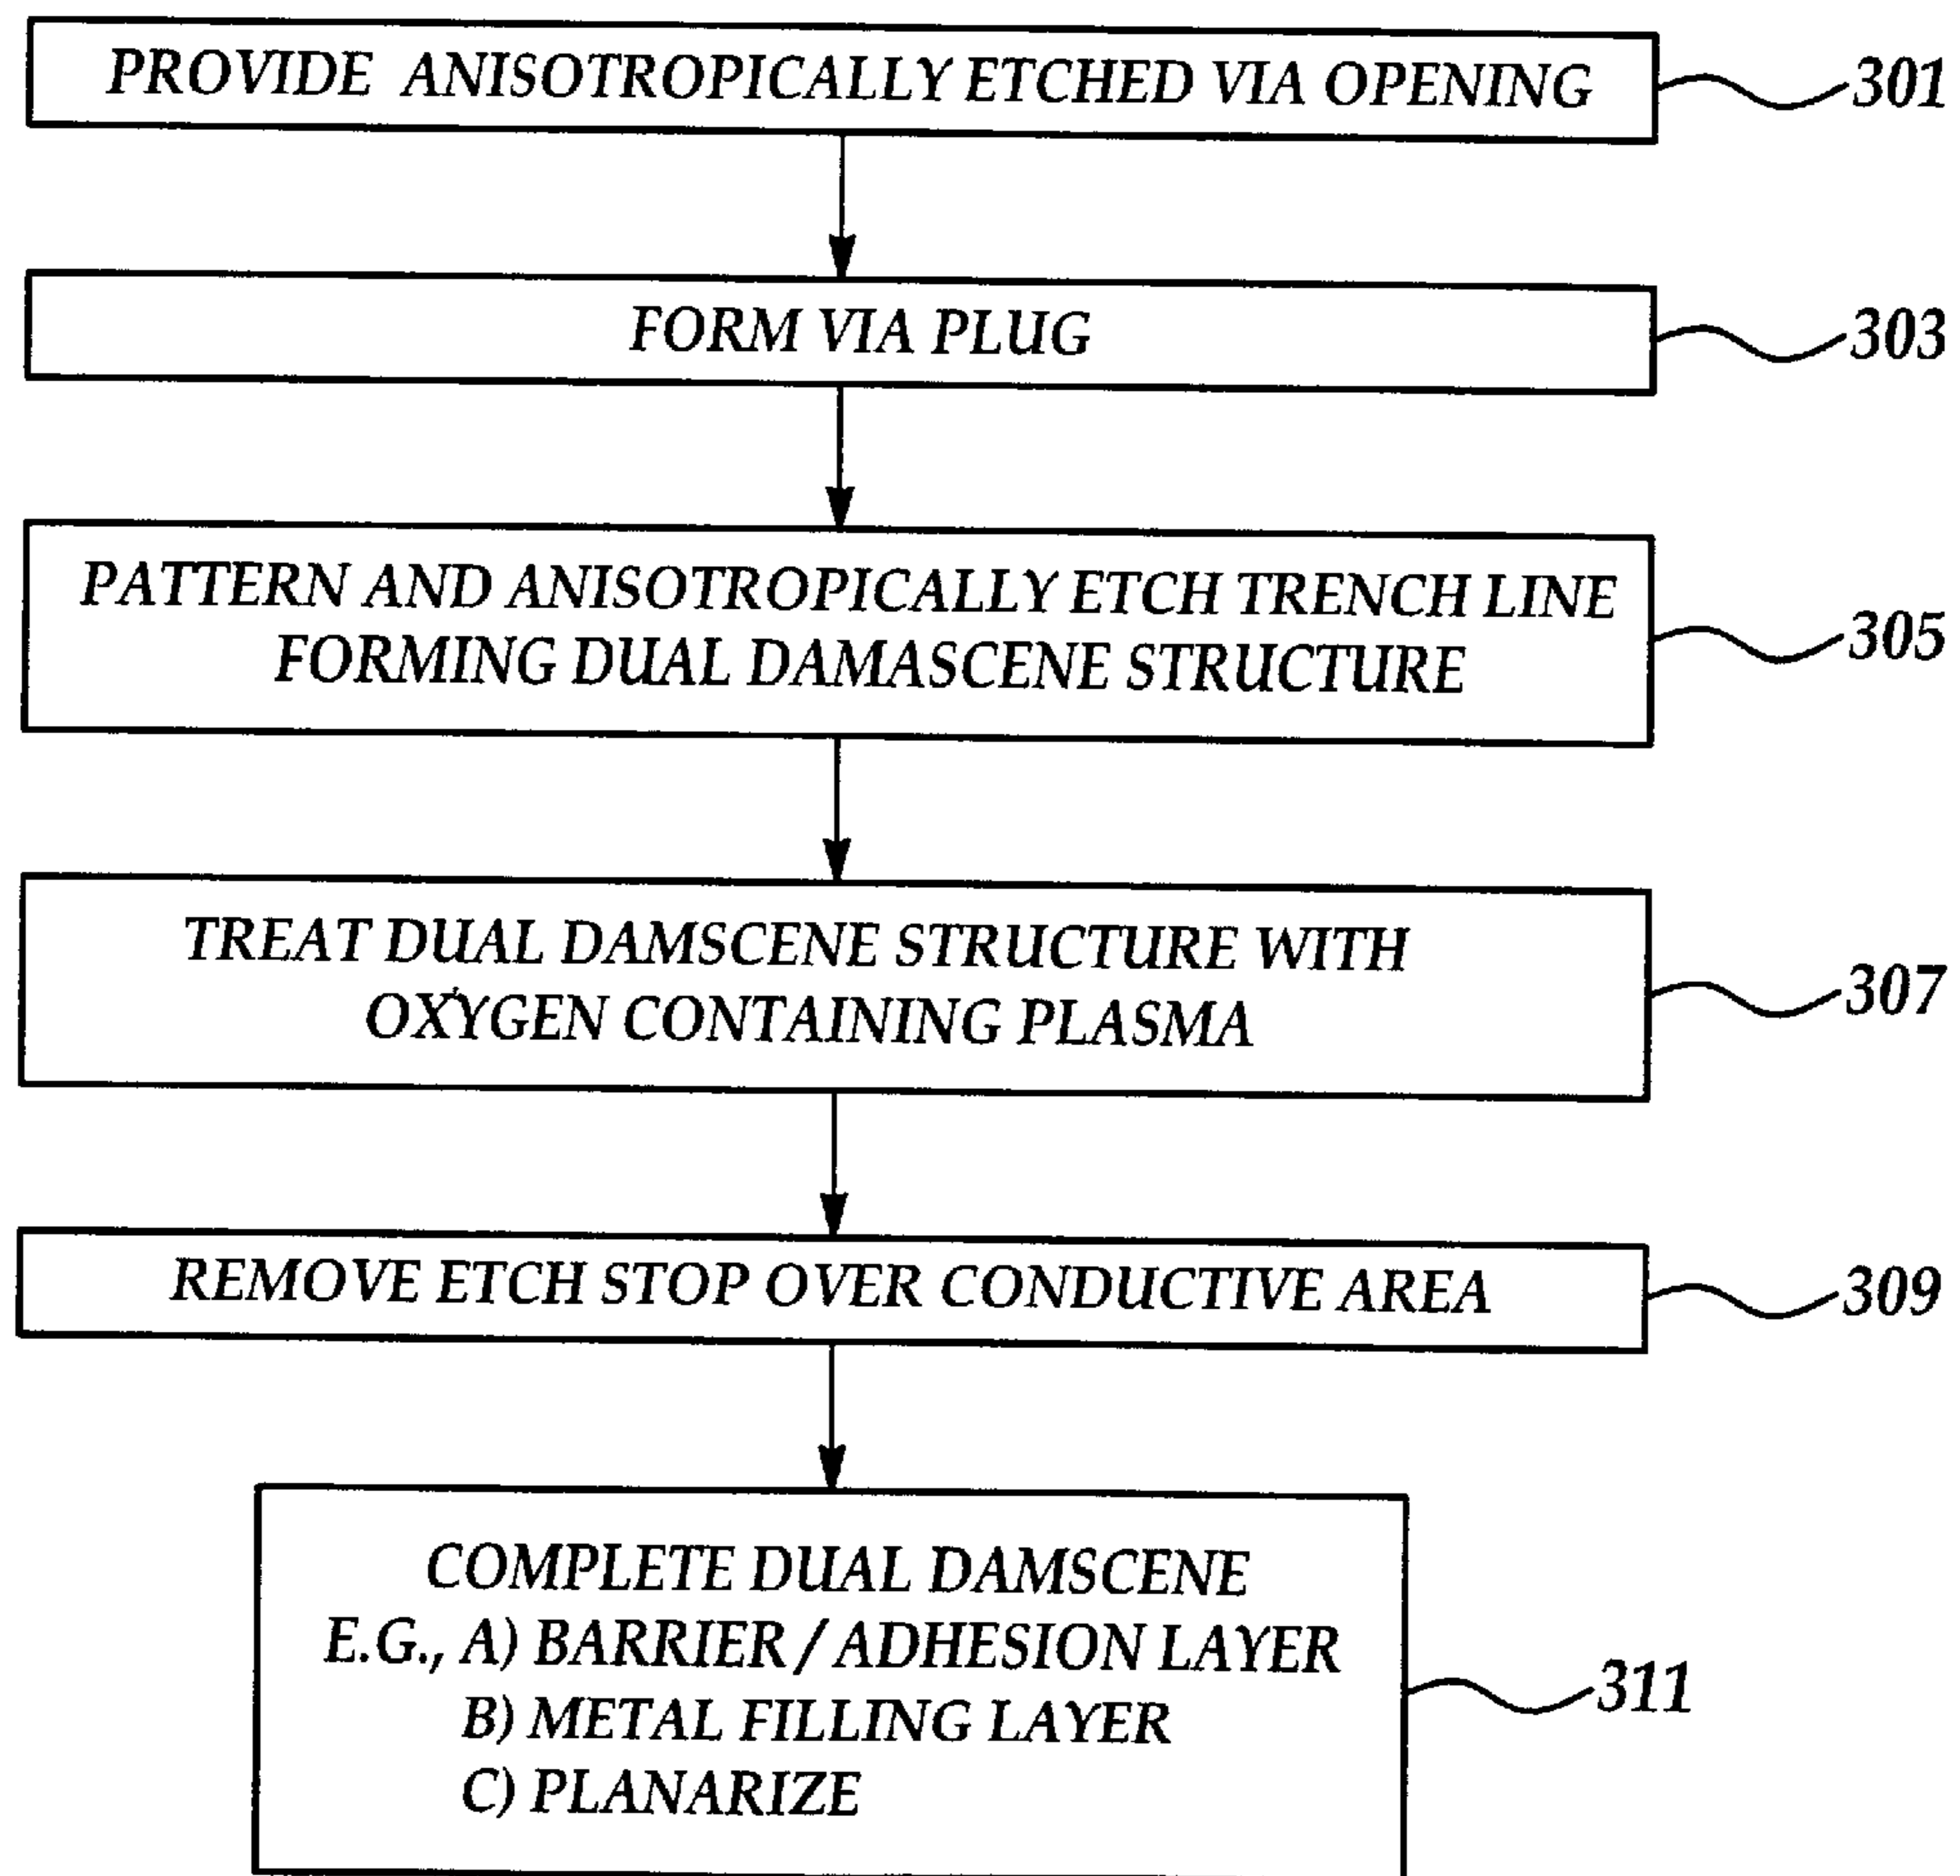 PROVIDE ANISOTROPICALLY ETCHED VIA OPENING
301
FORM VIA PLUG
303
PATTERN AND ANISOTROPICALLY ETCH TRENCH LINE
FORMING DUAL DAMASCENE STRUCTURE
305
TREAT DUAL DAMSCENE STRUCTURE WITH
OXYGEN CONTAINING PLASMA
307
REMOVE ETCH STOP OVER CONDUCTIVE AREA
309
COMPLETE DUAL DAMSCENE
E.G., A) BARRIER / ADHESION LAYER
B) METAL FILLING LAYER
C) PLANARIZE
311